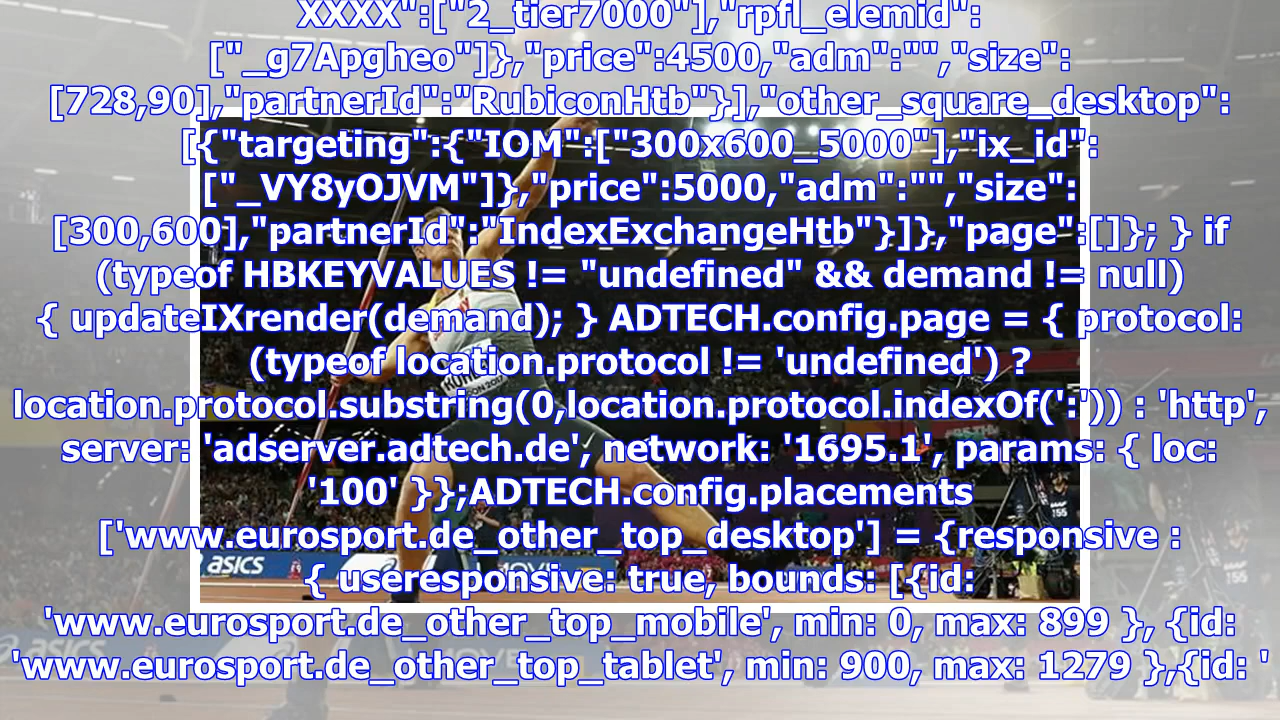 XXXX":["2_tier7000"],"rpfl_elemid":
["_g7Apgheo"]},"price":4500,"adm":"","size":
[728,90],"partnerId":"RubiconHtb"}],"other_square_desktop":
[{"targeting":{"IOM":["300x600_5000"],"ix_id":
["_VY8yOJVM"]},"price":5000,"adm":"","size":
[300,600],"partnerId":"IndexExchangeHtb"}]},"page":[]}; } if
(typeof HBKEYVALUES != "undefined" && demand != null)
{ updateIXrender(demand); } ADTECH.config.page = { protocol:
(typeof location.protocol != 'undefined') ?
location.protocol.substring(0,location.protocol.indexOf(':')) : 'http',
server: 'adserver.adtech.de', network: '1695.1', params: { loc:
'100' }};ADTECH.config.placements
['www.eurosport.de_other_top_desktop'] = {responsive :
{ useresponsive: true, bounds: [{id:
'www.eurosport.de_other_top_mobile', min: 0, max: 899 }, {id:
'www.eurosport.de_other_top_tablet', min: 900, max: 1279 },{id: '
asics